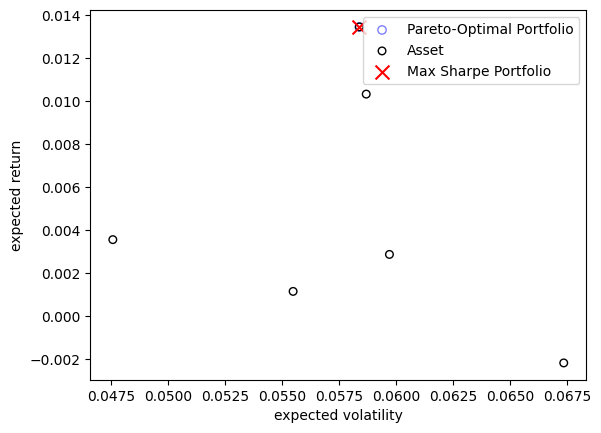 0.014
0.012
0.010
0.008
0.006
0.004
0.002
0.000
−0.002
expected return
Pareto-Optimal Portfolio
Asset
Max Sharpe Portfolio
0.0475 0.0500 0.0525 0.0550 0.0575 0.0600 0.0625 0.0650 0.0675
expected volatility